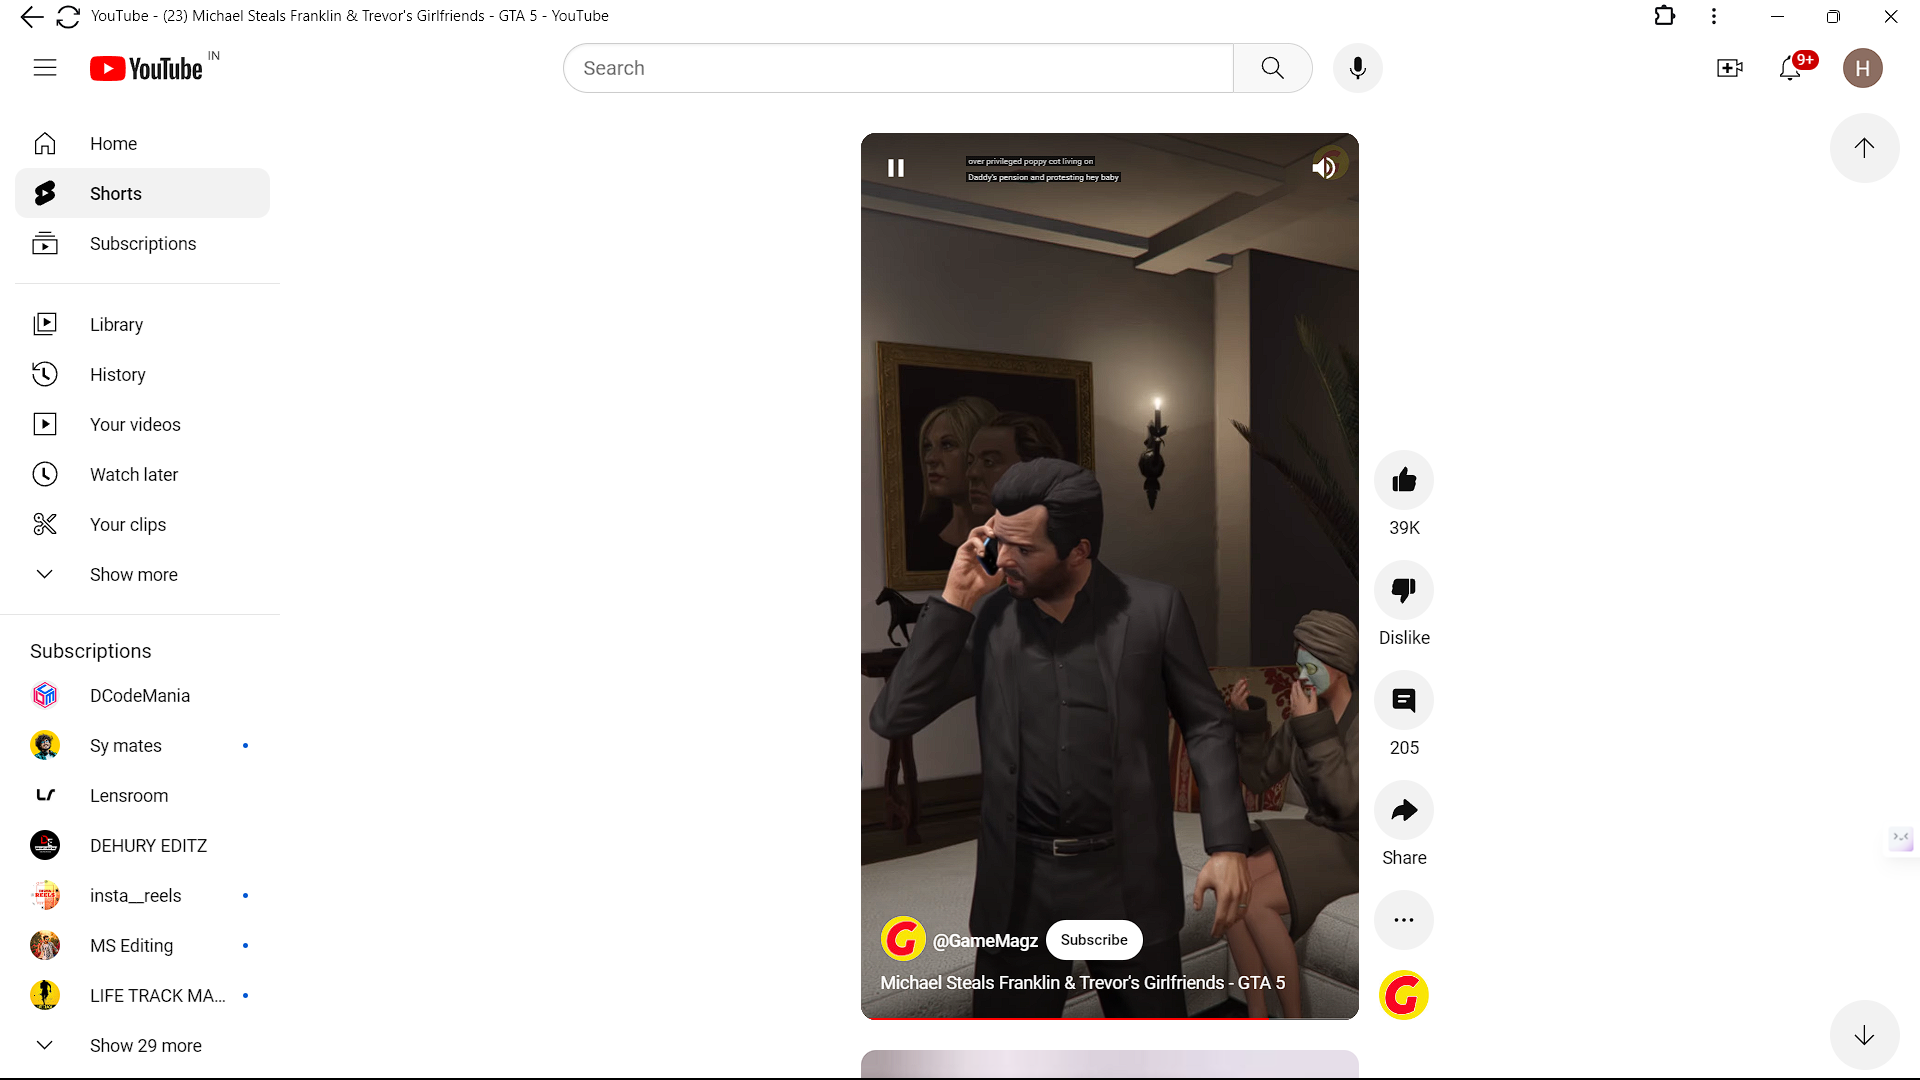 YouTube - (23) Michael Steals Franklin & Trevor's Girlfriends - GTA 5 - YouTube
YouTube IN
Search
9+
H
Home
Shorts
Subscriptions
Library
History
Your videos
Watch later
Your clips
Show more
Subscriptions
DCodeMania
Sy mates
Lensroom
DEHURY EDITZ
insta__reels
MS Editing
LIFE TRACK MA...
Show 29 more
over privileged poppy cot living on
Daddy's pension and protesting hey baby
G
@GameMagz
Subscribe
Michael Steals Franklin & Trevor's Girlfriends - GTA 5
39K
Dislike
205
Share
G